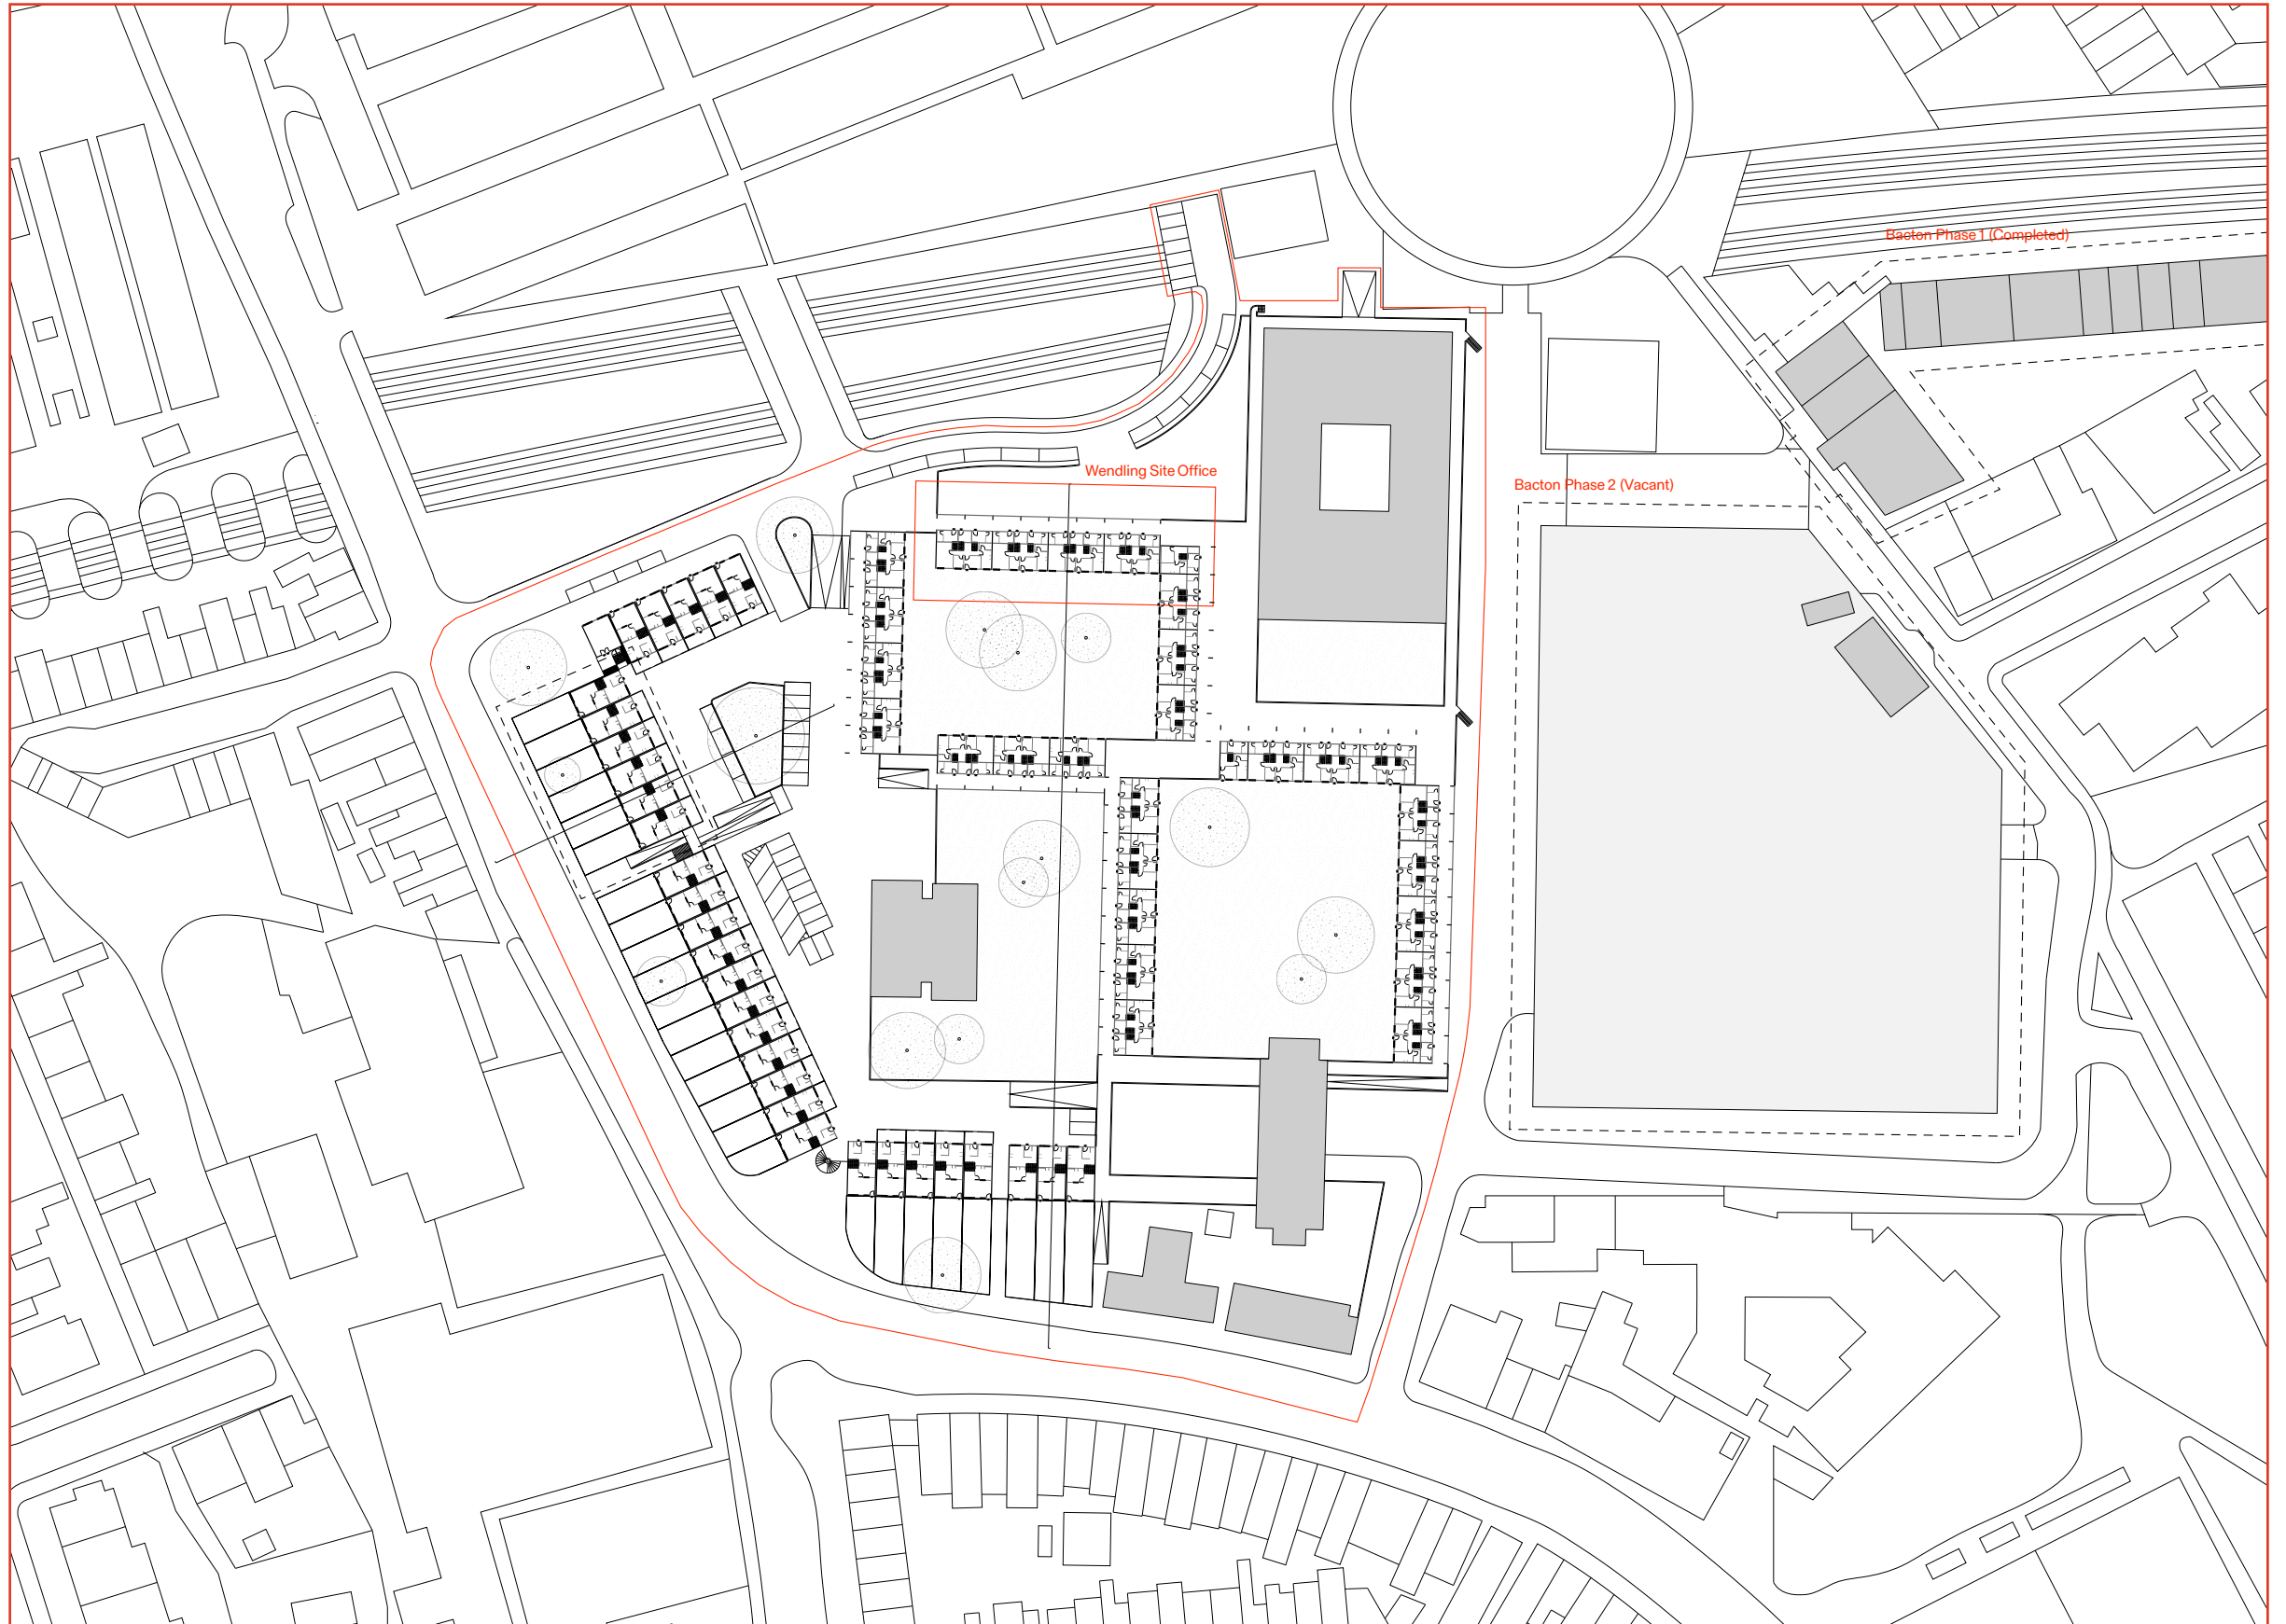 Bacton Phase 1 (Completed)
Wendling Site Office
Bacton Phase 2 (Vacant)